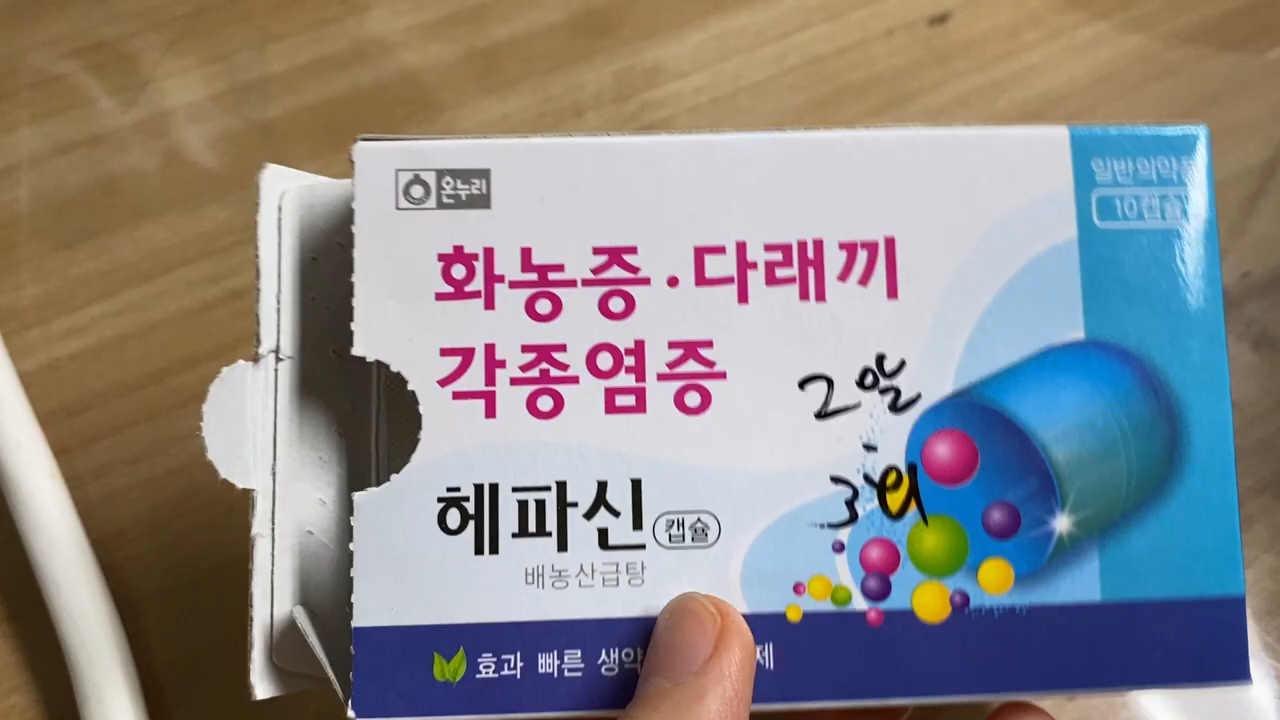 온누리
일반의약품
10캡슐
화농증·다래끼
각종염증
2알
3회
헤파신 캡슐
배농산급탕
효과 빠른 생약 제